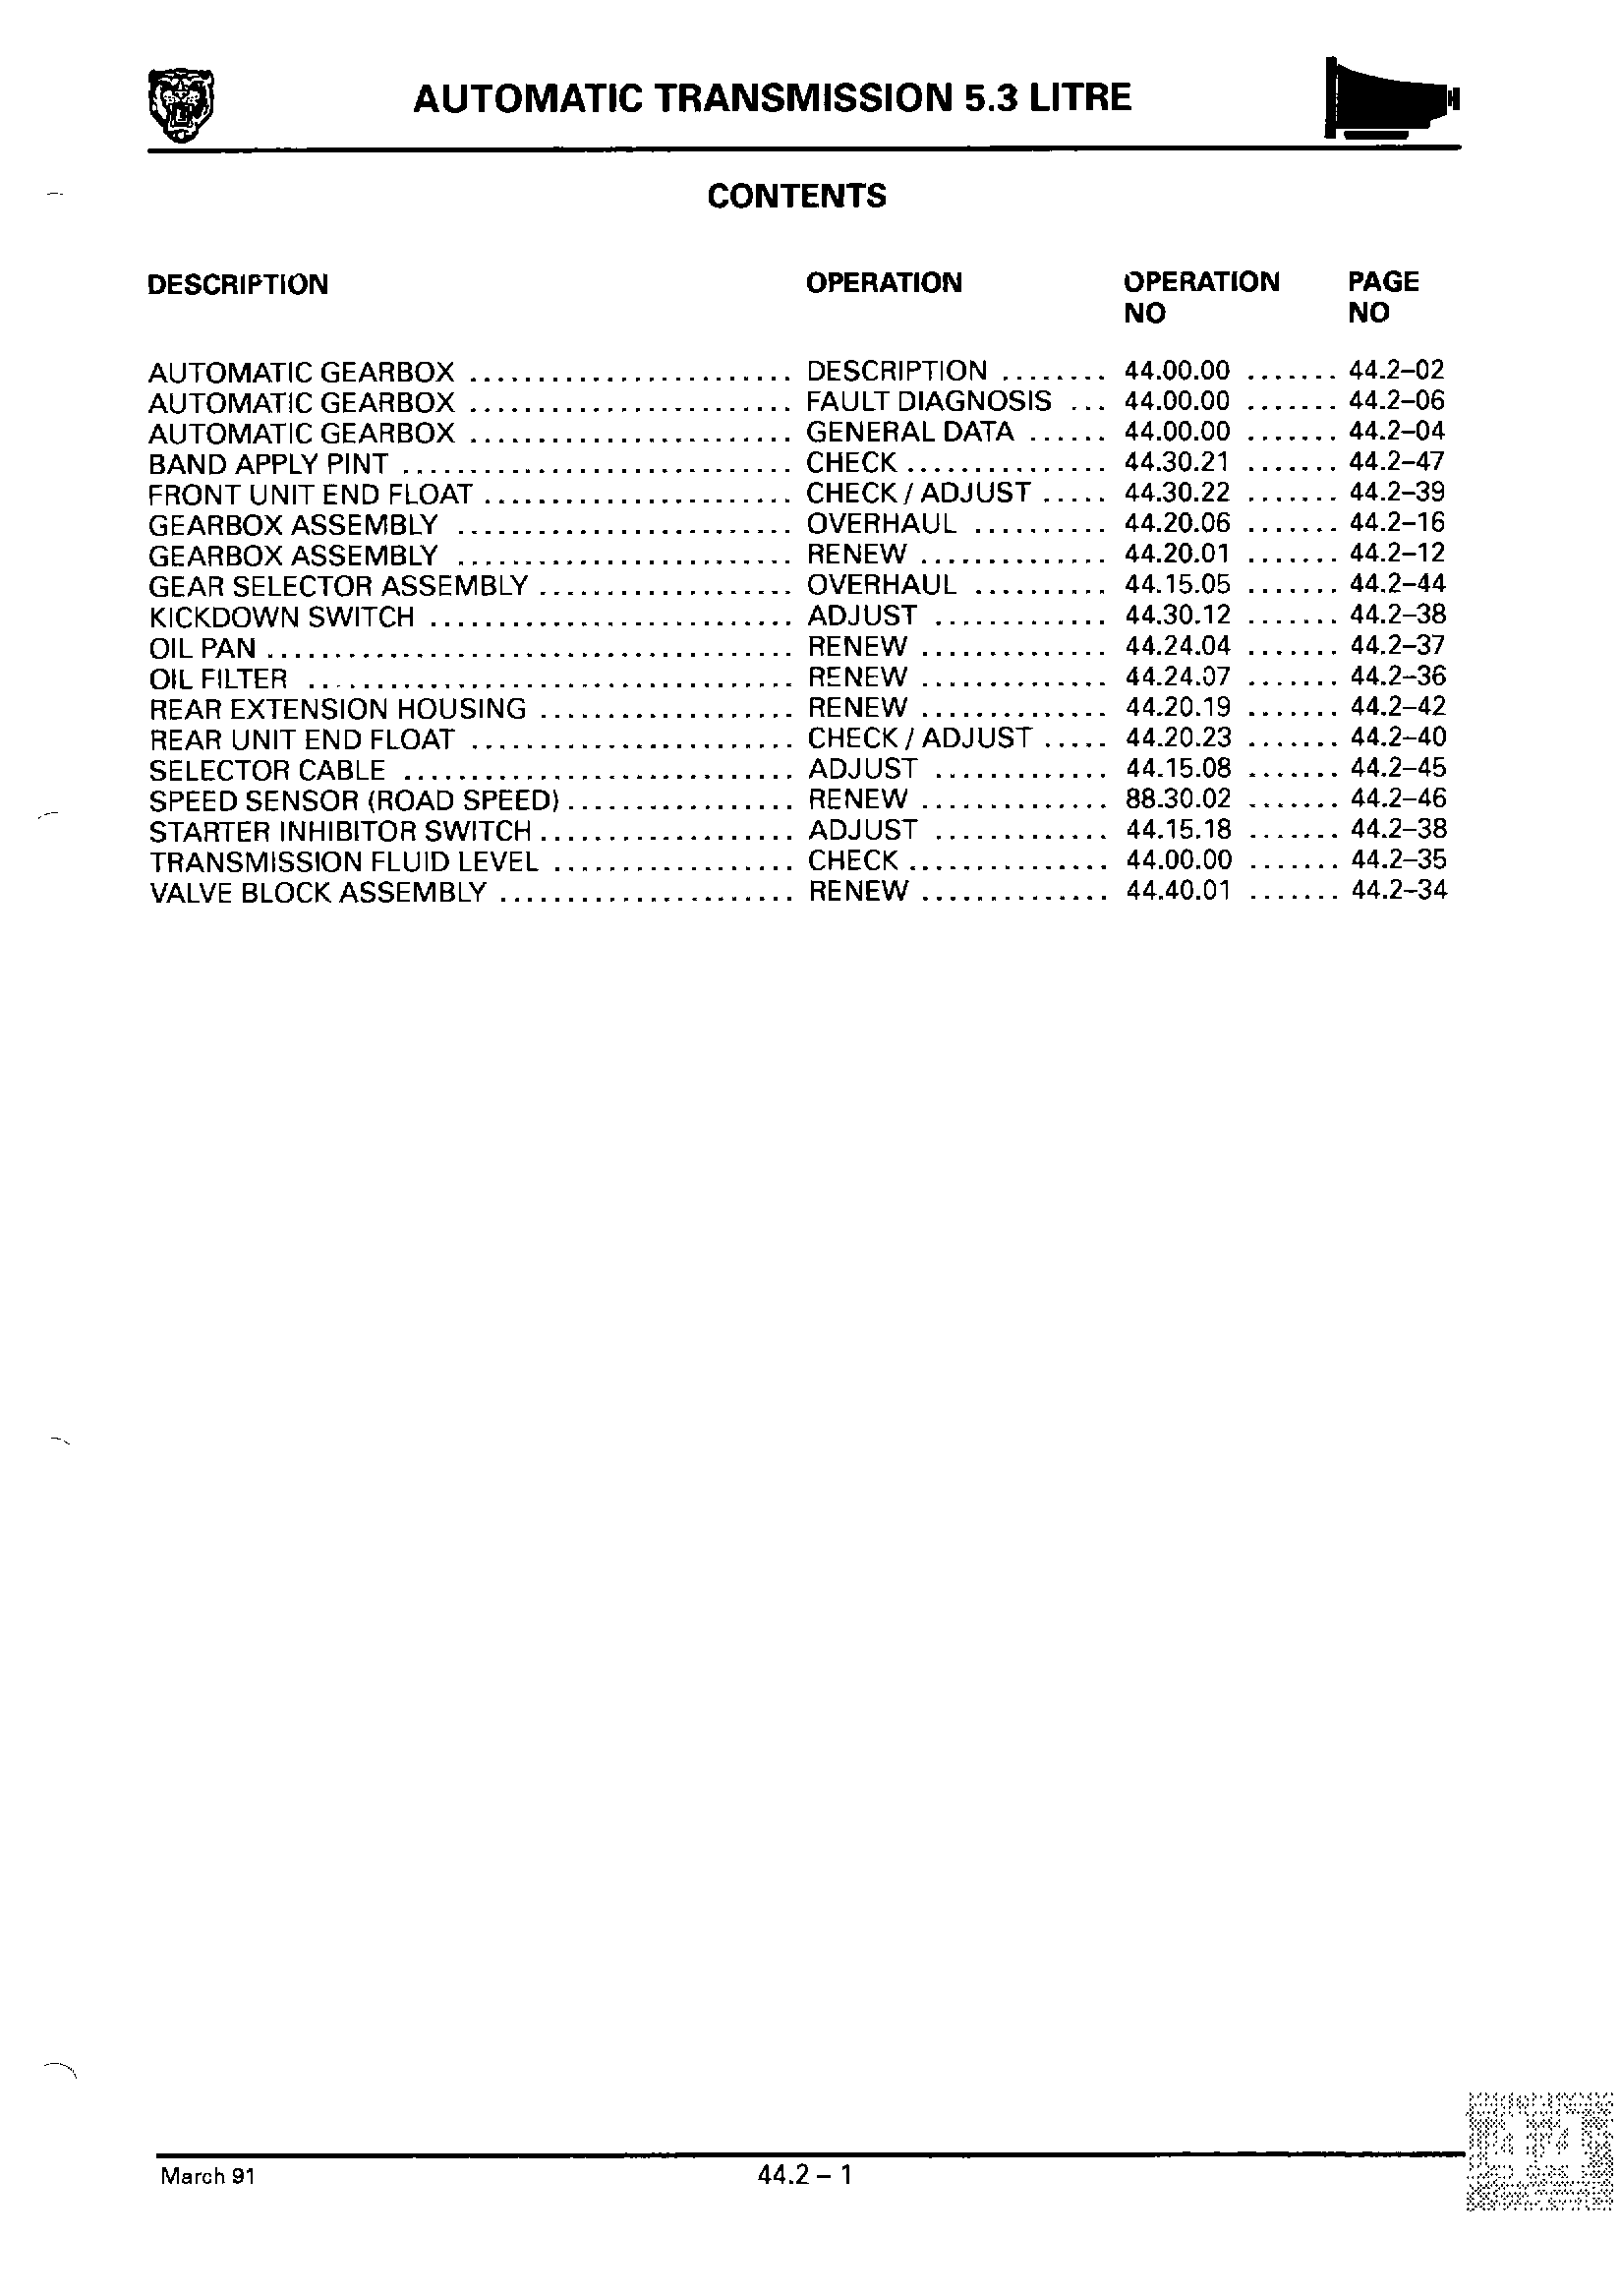 AUTOMATIC TRANSMISSION 5.3 LITRE
CONTENTS
DESCRIPTION OPERATION OPERATION NO PAGE NO
AUTOMATIC GEARBOX ........................ DESCRIPTION ........ 44.00.00 ....... 44.2–02
AUTOMATIC GEARBOX ........................ FAULT DIAGNOSIS ... 44.00.00 ....... 44.2–06
AUTOMATIC GEARBOX ........................ GENERAL DATA ...... 44.00.00 ....... 44.2–04
BAND APPLY PINT ............................. CHECK ............... 44.30.21 ....... 44.2–47
FRONT UNIT END FLOAT ....................... CHECK / ADJUST ..... 44.30.22 ....... 44.2–39
GEARBOX ASSEMBLY ......................... OVERHAUL .......... 44.20.06 ....... 44.2–16
GEARBOX ASSEMBLY ......................... RENEW .............. 44.20.01 ....... 44.2–12
GEAR SELECTOR ASSEMBLY ................... OVERHAUL .......... 44.15.05 ....... 44.2–44
KICKDOWN SWITCH ........................... ADJUST ............. 44.30.12 ....... 44.2–38
OIL PAN ....................................... RENEW .............. 44.24.04 ....... 44.2–37
OIL FILTER .................................... RENEW .............. 44.24.07 ....... 44.2–36
REAR EXTENSION HOUSING ................... RENEW .............. 44.20.19 ....... 44.2–42
REAR UNIT END FLOAT ........................ CHECK / ADJUST ..... 44.20.23 ....... 44.2–40
SELECTOR CABLE ............................. ADJUST ............. 44.15.08 ....... 44.2–45
SPEED SENSOR (ROAD SPEED) ................. RENEW .............. 88.30.02 ....... 44.2–46
STARTER INHIBITOR SWITCH ................... ADJUST ............. 44.15.18 ....... 44.2–38
TRANSMISSION FLUID LEVEL .................. CHECK ............... 44.00.00 ....... 44.2–35
VALVE BLOCK ASSEMBLY ...................... RENEW .............. 44.40.01 ....... 44.2–34
March 91 44.2 – 1